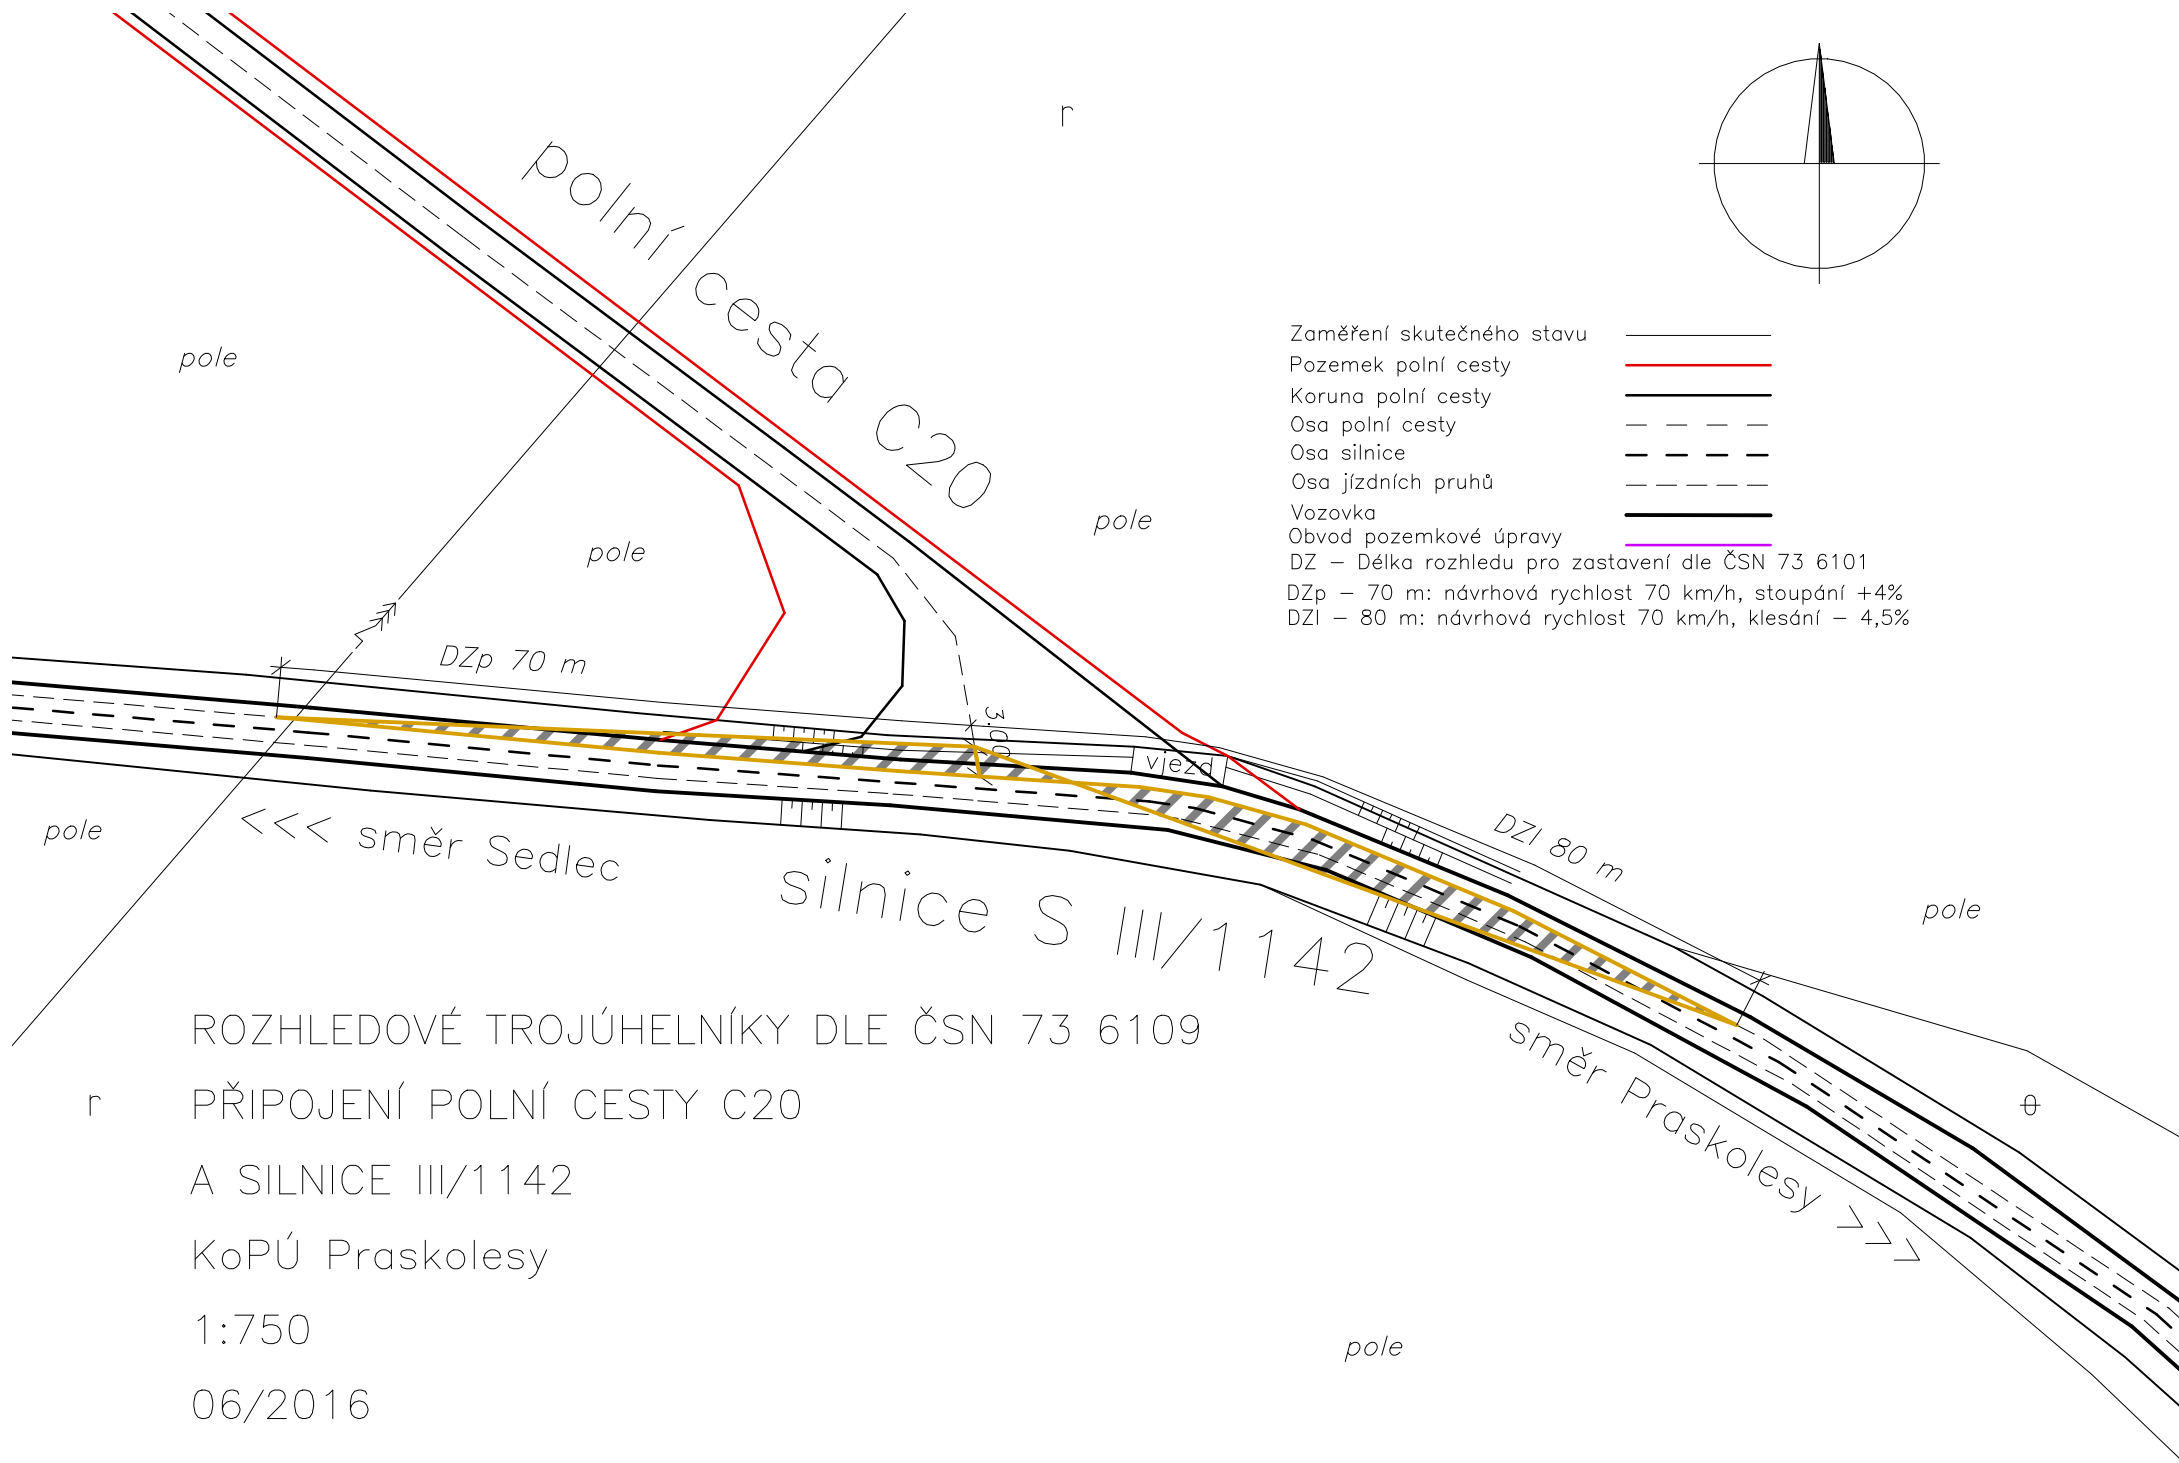 r
polní cesta C20
pole
Zaměření skutečného stavu
Pozemek polní cesty
Koruna polní cesty
Osa polní cesty
Osa silnice
Osa jízdních pruhů
Vozovka
Obvod pozemkové úpravy
DZ – Délka rozhledu pro zastavení dle ČSN 73 6101
DZp – 70 m: návrhová rychlost 70 km/h, stoupání +4%
DZl – 80 m: návrhová rychlost 70 km/h, klesání – 4,5%
pole
pole
DZp 70 m
3.00
vjezd
DZl 80 m
pole
<<< směr Sedlec
silnice S III/1142
pole
směr Praskolesy >>>
ROZHLEDOVÉ TROJÚHELNÍKY DLE ČSN 73 6109
r
PŘIPOJENÍ POLNÍ CESTY C20
A SILNICE III/1142
KoPÚ Praskolesy
1:750
06/2016
pole